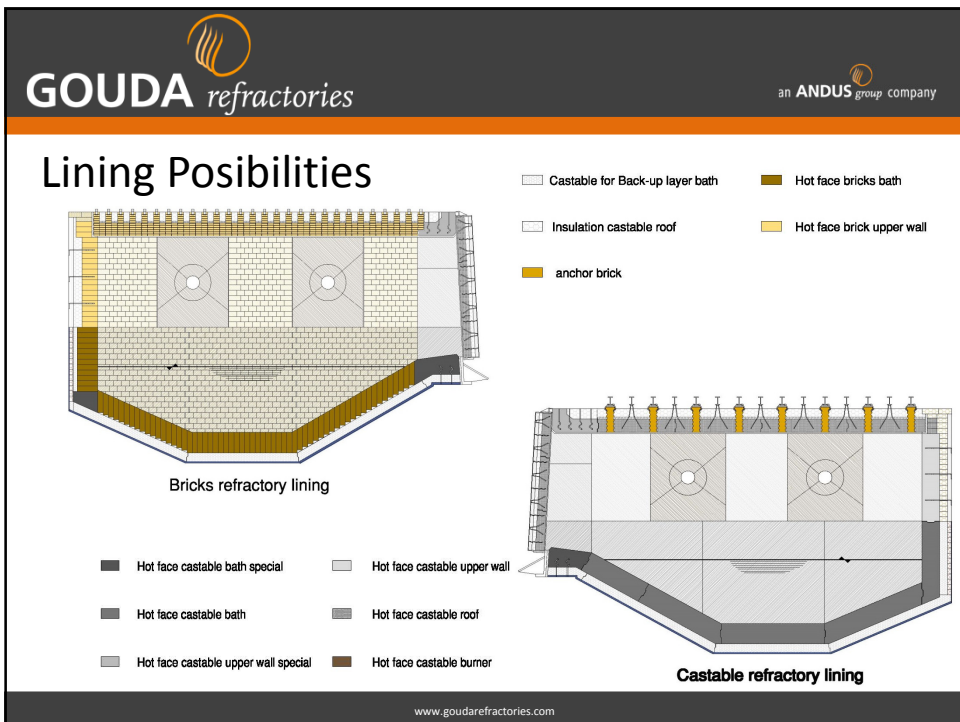 GOUDA refractories
an ANDUS group company
Lining Posibilities
Castable for Back-up layer bath
Hot face bricks bath
Insulation castable roof
Hot face brick upper wall
anchor brick
Bricks refractory lining
Hot face castable bath special
Hot face castable upper wall
Hot face castable bath
Hot face castable roof
Hot face castable upper wall special
Hot face castable burner
Castable refractory lining
www.goudarefractories.com